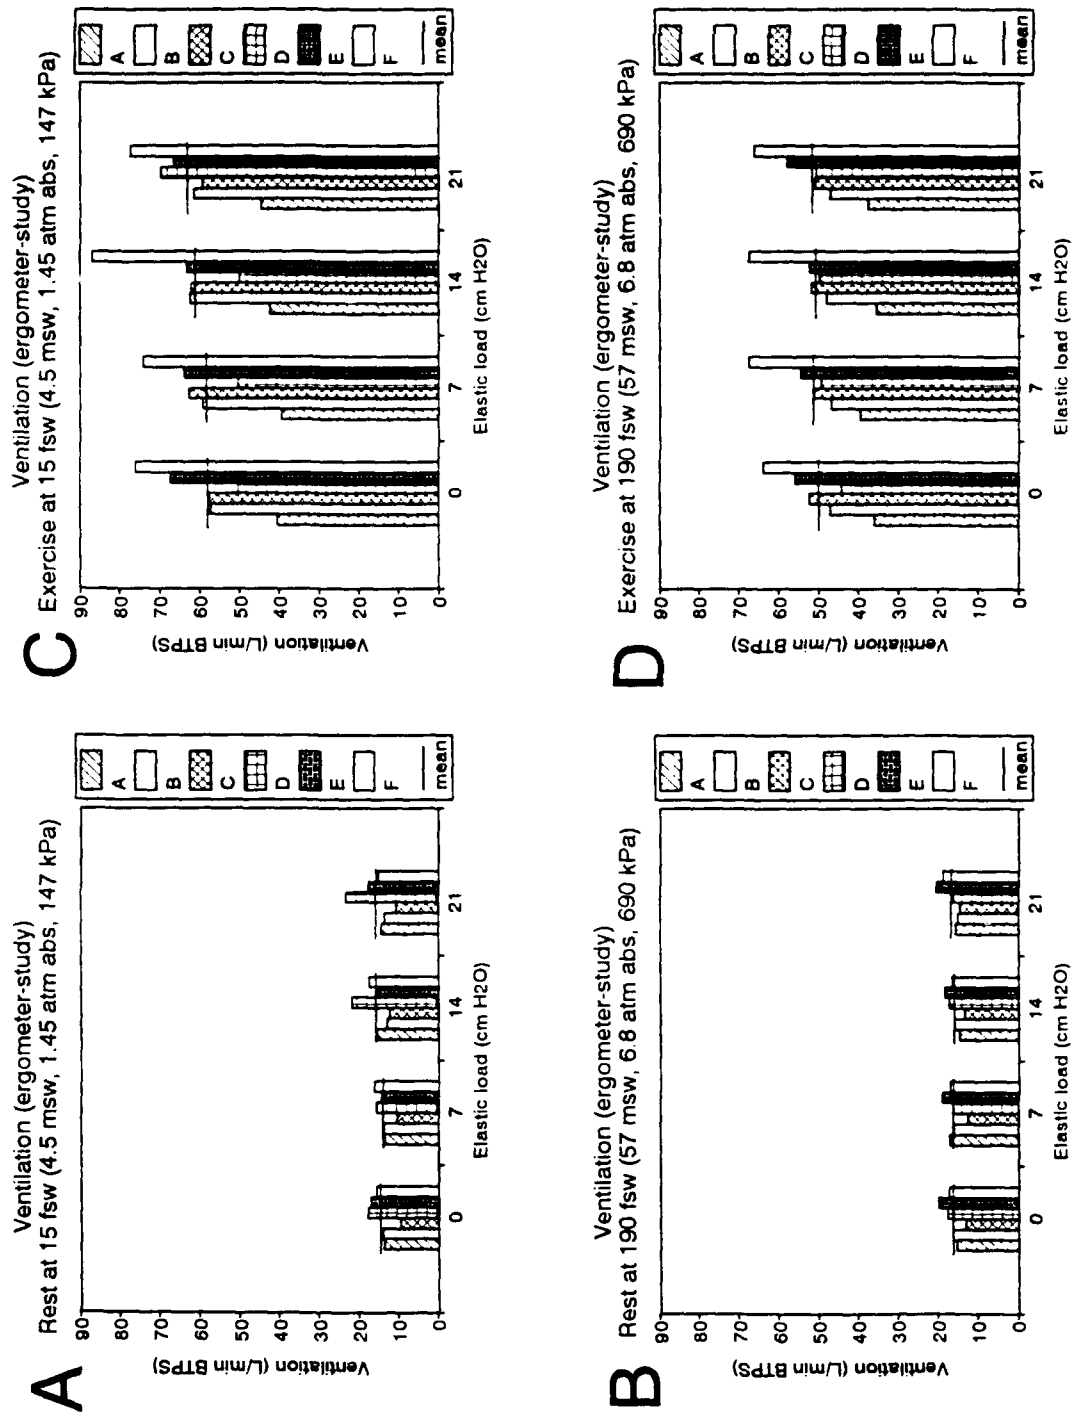 A
Ventilation (ergometer-study)
Rest at 15 fsw (4.5 msw, 1.45 atm abs, 147 kPa)
Ventilation (L/min BTPS)
90
80
70
60
50
40
30
20
10
0
0
7
14
21
Elastic load (cm H2O)
A
B
C
D
E
F
mean
B
Ventilation (ergometer-study)
Rest at 190 fsw (57 msw, 6.8 atm abs, 690 kPa)
Ventilation (L/min BTPS)
90
80
70
60
50
40
30
20
10
0
0
7
14
21
Elastic load (cm H2O)
A
B
C
D
E
F
mean
C
Ventilation (ergometer-study)
Exercise at 15 fsw (4.5 msw, 1.45 atm abs, 147 kPa)
Ventilation (L/min BTPS)
90
80
70
60
50
40
30
20
10
0
0
7
14
21
Elastic load (cm H2O)
A
B
C
D
E
F
mean
D
Ventilation (ergometer-study)
Exercise at 190 fsw (57 msw, 6.8 atm abs, 690 kPa)
Ventilation (L/min BTPS)
90
80
70
60
50
40
30
20
10
0
0
7
14
21
Elastic load (cm H2O)
A
B
C
D
E
F
mean